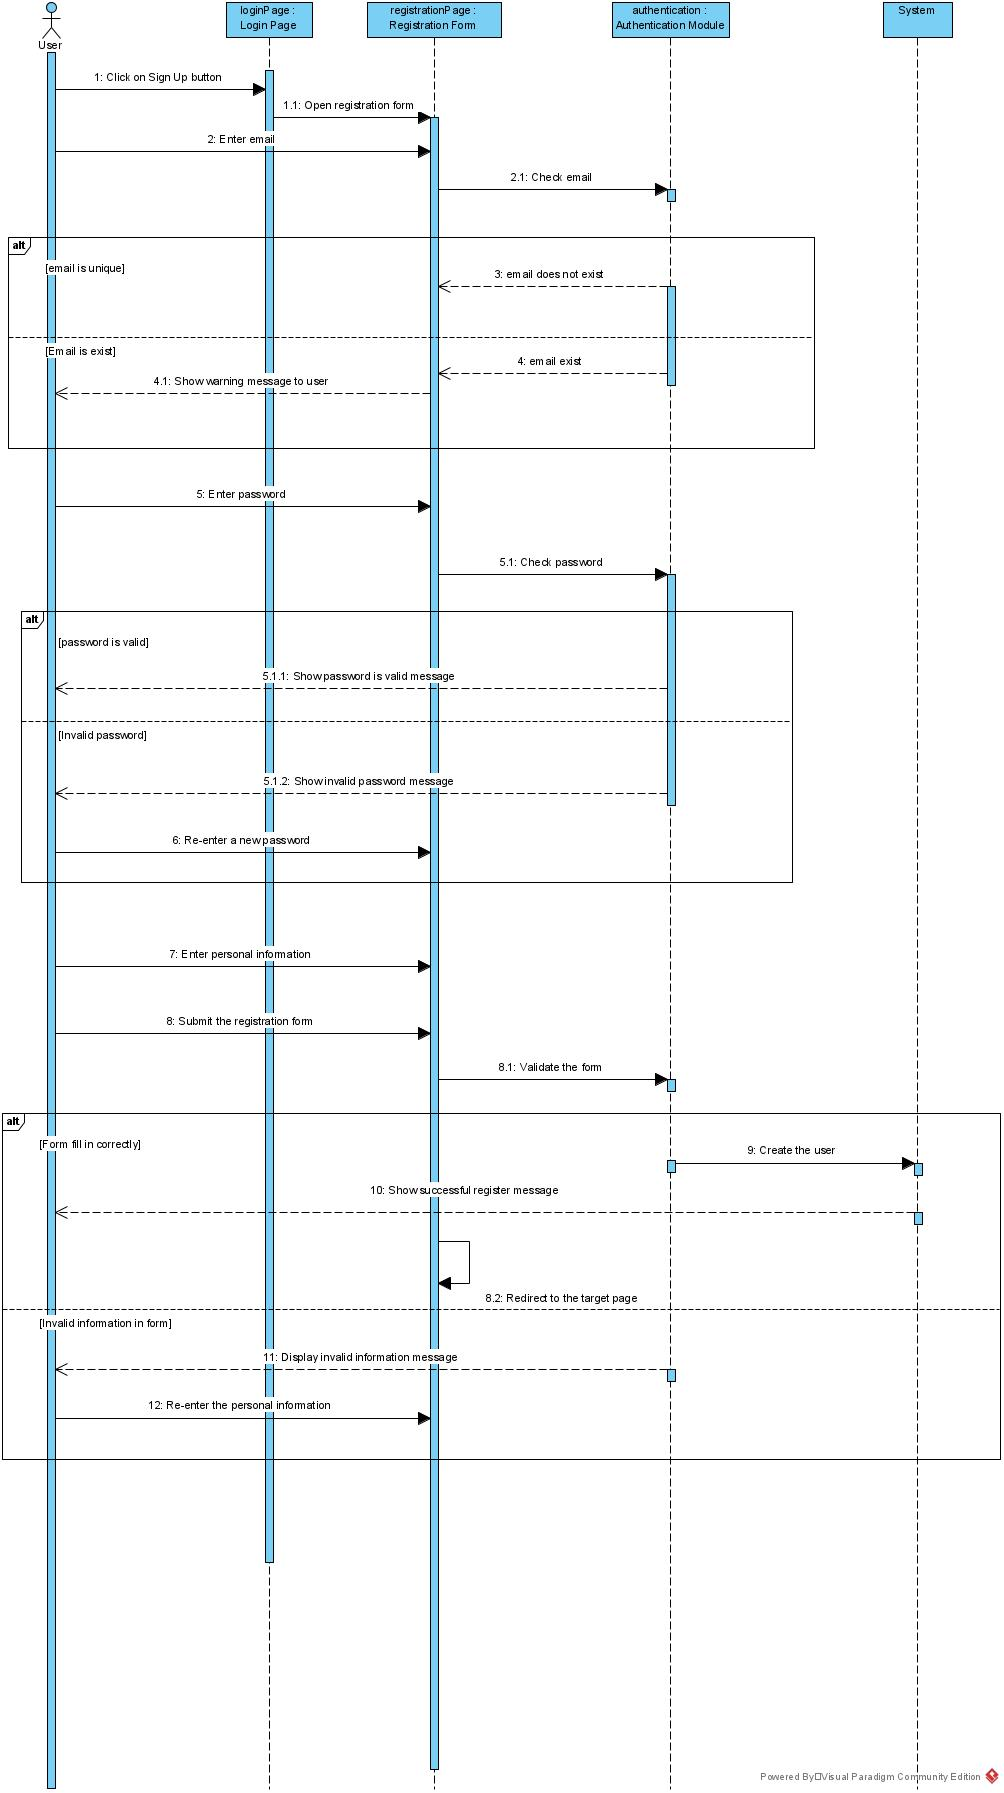 loginPage :
Login Page
registrationPage :
Registration Form
authentication :
Authentication Module
System
User
1: Click on Sign Up button
1.1: Open registration form
2: Enter email
2.1: Check email
alt
[email is unique]
3: email does not exist
[Email is exist]
4: email exist
4.1: Show warning message to user
5: Enter password
5.1: Check password
alt
[password is valid]
5.1.1: Show password is valid message
[Invalid password]
5.1.2: Show invalid password message
6: Re-enter a new password
7: Enter personal information
8: Submit the registration form
8.1: Validate the form
alt
[Form fill in correctly]
9: Create the user
10: Show successful register message
8.2: Redirect to the target page
[Invalid information in form]
11: Display invalid information message
12: Re-enter the personal information
Powered By Visual Paradigm Community Edition